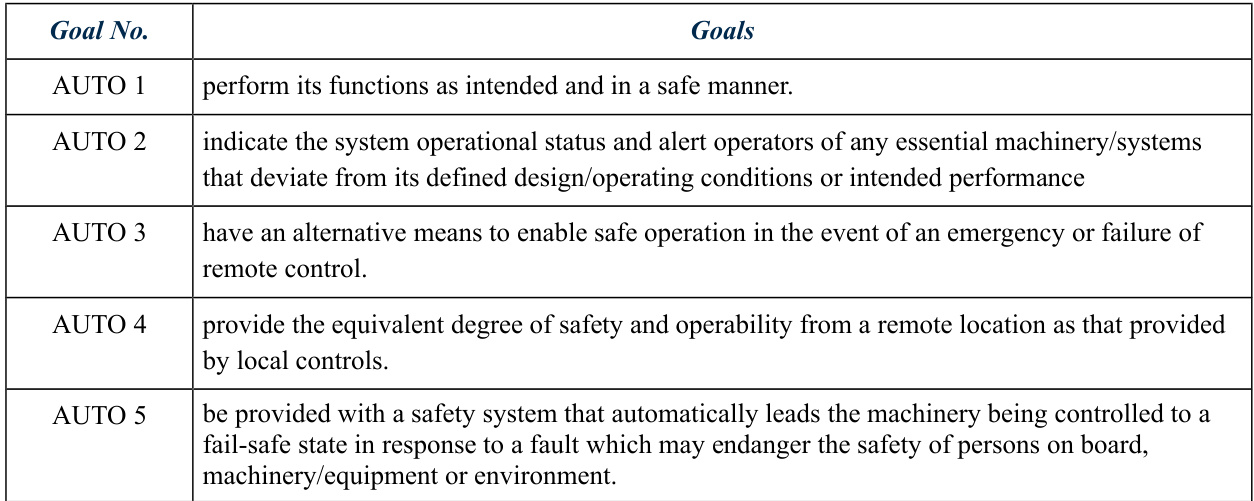 Goal No. Goals
AUTO 1 perform its functions as intended and in a safe manner.
AUTO 2 indicate the system operational status and alert operators of any essential machinery/systems
that deviate from its defined design/operating conditions or intended performance
AUTO 3 have an alternative means to enable safe operation in the event of an emergency or failure of
remote control.
AUTO 4 provide the equivalent degree of safety and operability from a remote location as that provided
by local controls.
AUTO 5 be provided with a safety system that automatically leads the machinery being controlled to a
fail-safe state in response to a fault which may endanger the safety of persons on board,
machinery/equipment or environment.